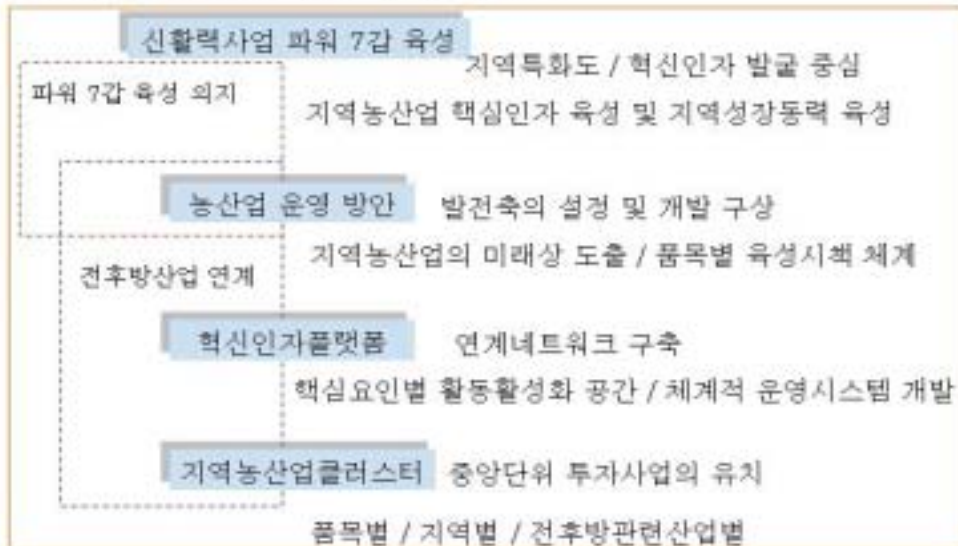 신활력사업 파워 7감 육성
지역특화도 / 혁신인자 발굴 중심
파워 7감 육성 의지
지역농산업 핵심인자 육성 및 지역성장동력 육성
농산업 운영 방안
발전축의 설정 및 개발 구상
지역농산업의 미래상 도출 / 품목별 육성시책 체계
전후방산업 연계
혁신인자플랫폼
연계네트워크 구축
핵심요인별 활동활성화 공간 / 체계적 운영시스템 개발
지역농산업클러스터
중앙단위 투자사업의 유치
품목별 / 지역별 / 전후방관련산업별